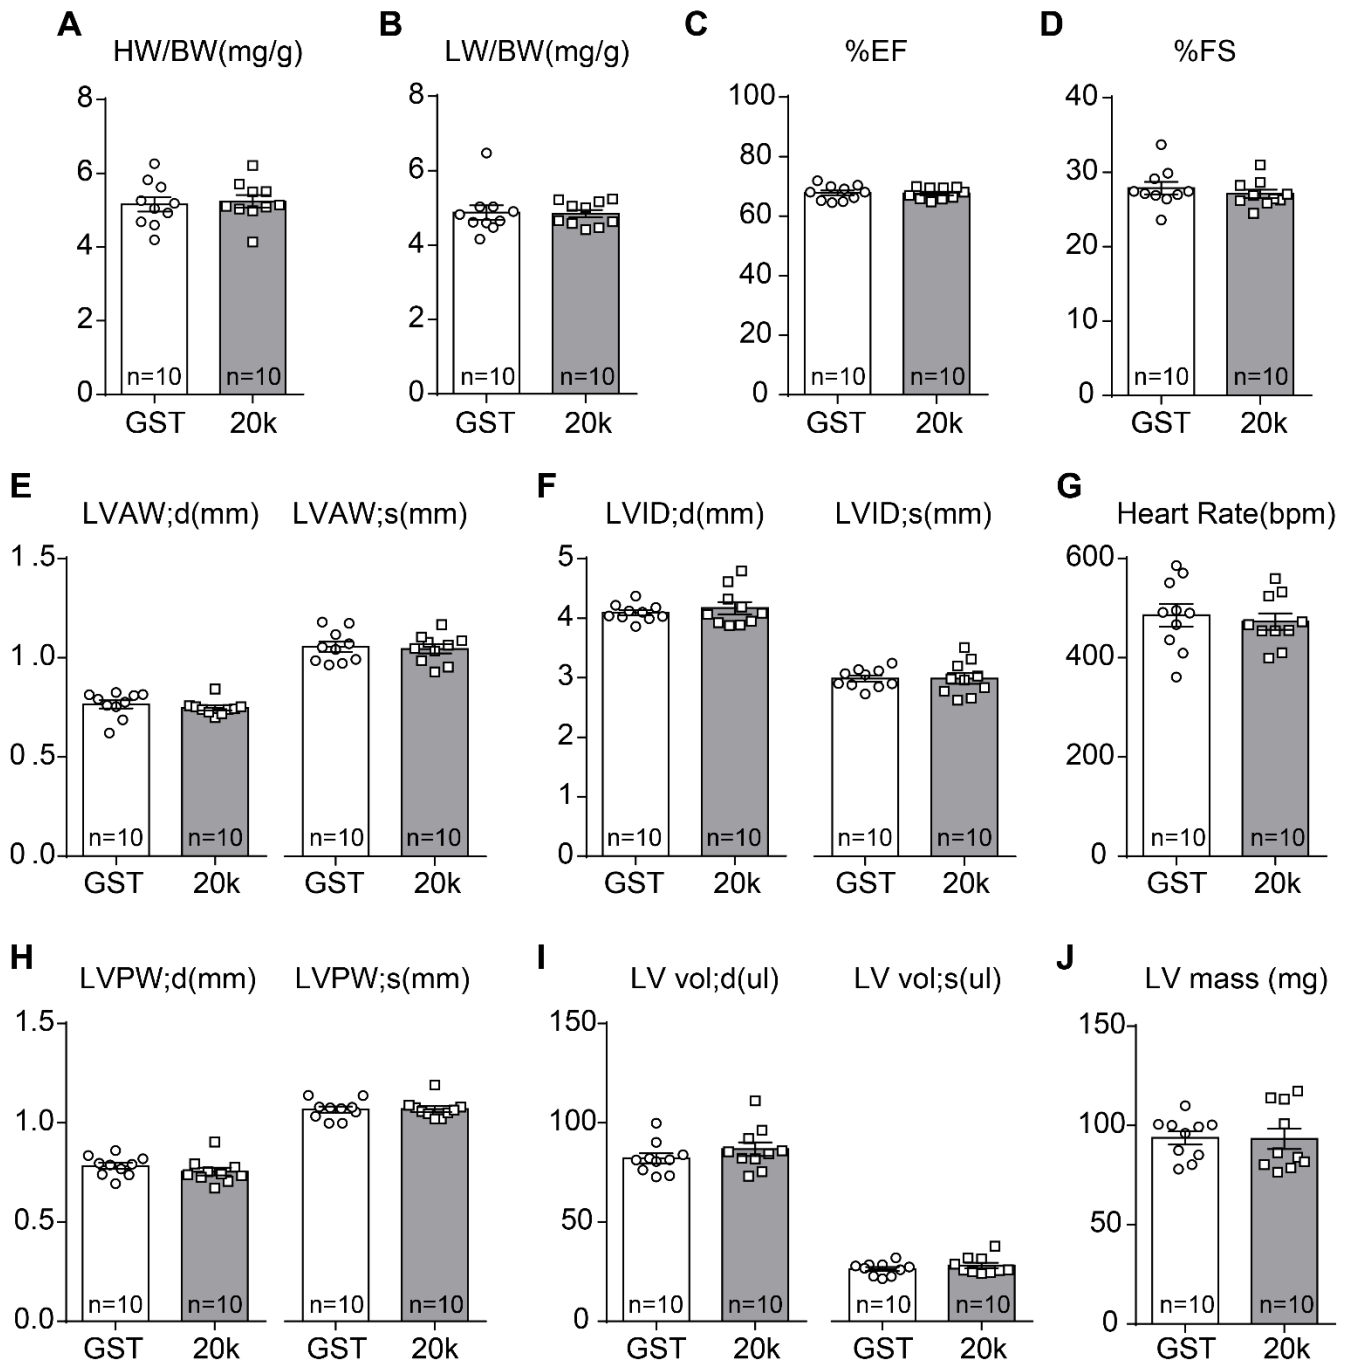 A B C D
HW/BW(mg/g) LW/BW(mg/g) %EF %FS
8 8 100 40
80
6 6 30
60
4 4 20
40
2 2 10
20
n=10 n=10 n=10 n=10 n=10 n=10 n=10 n=10
0 0 0 0
GST 20k GST 20k GST 20k GST 20k
E F G
LVAW;d(mm) LVAW;s(mm) LVID;d(mm) LVID;s(mm) Heart Rate(bpm)
1.5 5 600
4
1.0 400
3
2
0.5 200
1
n=10 n=10 n=10 n=10 n=10 n=10 n=10 n=10 n=10 n=10
0.0 0 0
GST 20k GST 20k GST 20k GST 20k GST 20k
H I J
LVPW;d(mm) LVPW;s(mm) LV vol;d(ul) LV vol;s(ul) LV mass (mg)
1.5 150 150
1.0 100 100
0.5 50 50
n=10 n=10 n=10 n=10 n=10 n=10 n=10 n=10 n=10 n=10
0.0 0 0
GST 20k GST 20k GST 20k GST 20k GST 20k